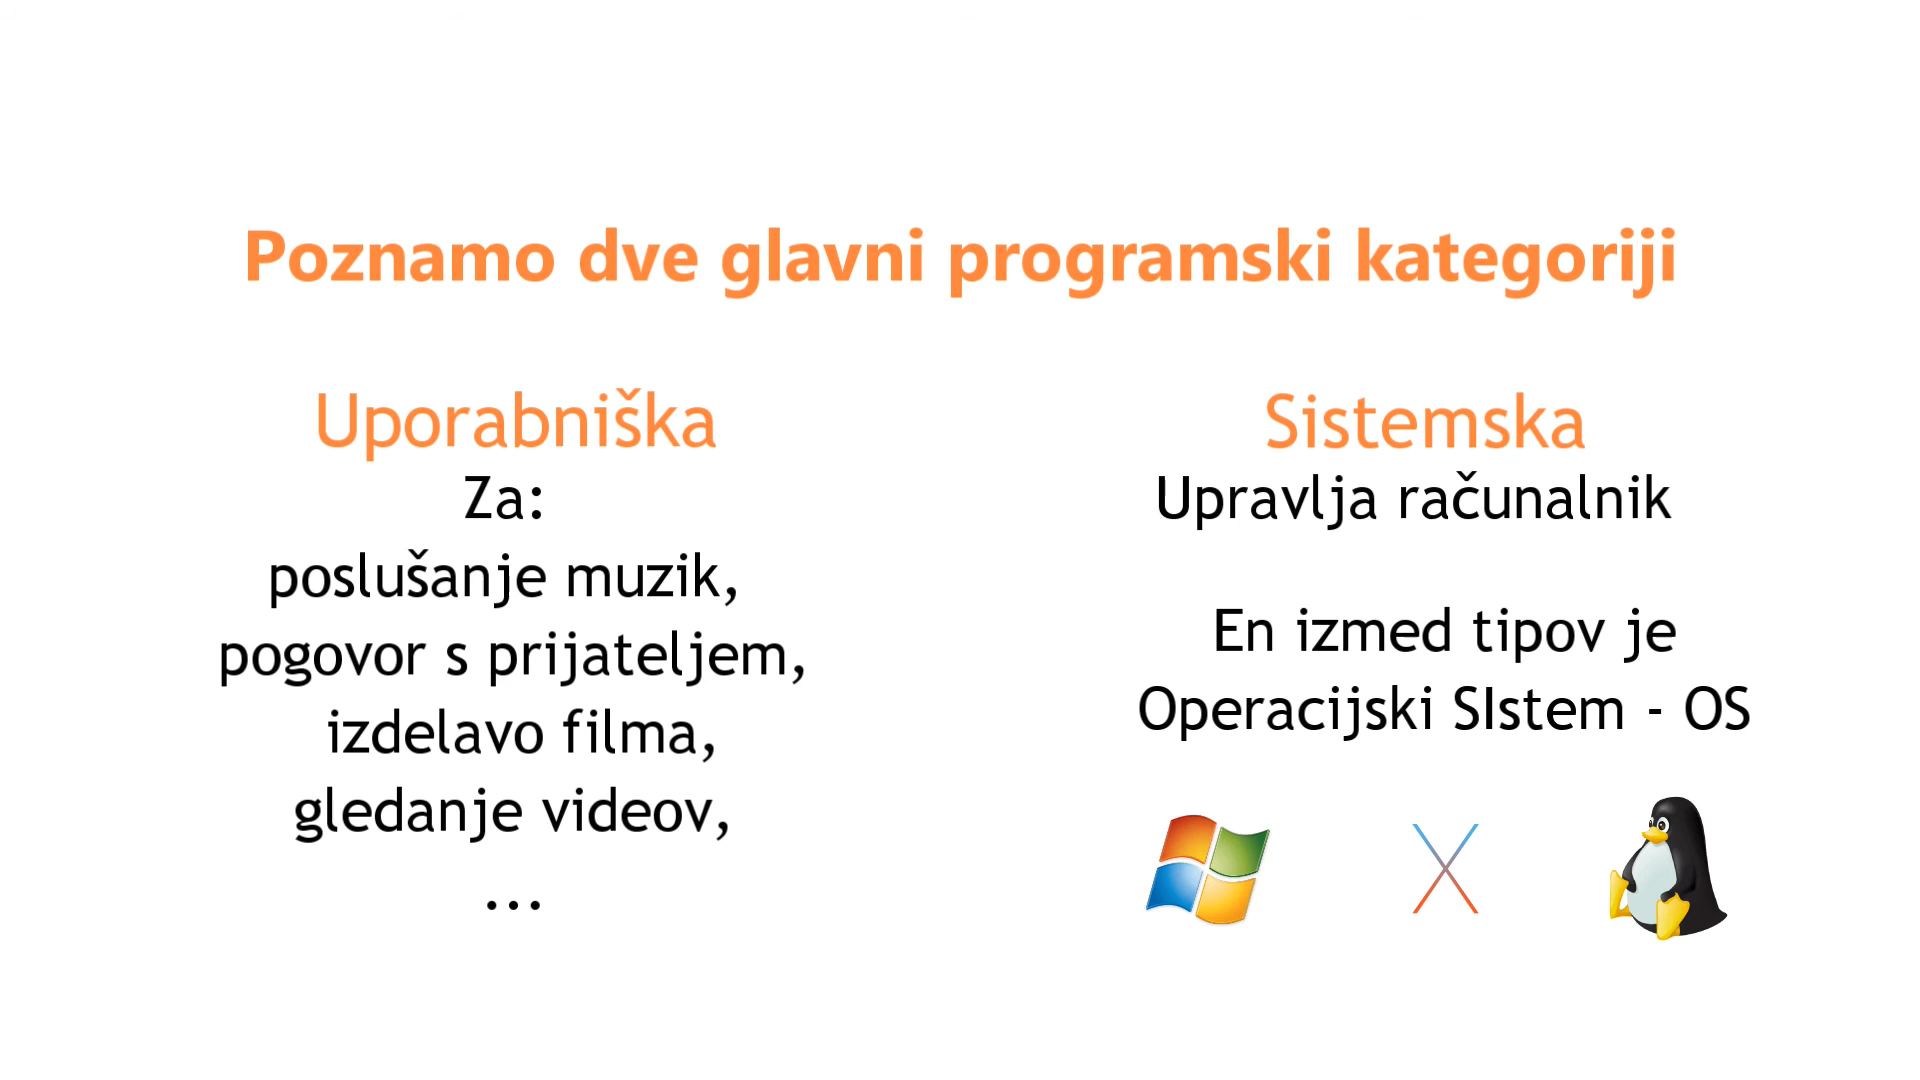 Poznamo dve glavni programski kategoriji
Uporabniška
Za:
poslušanje muzik,
pogovor s prijateljem,
izdelavo filma,
gledanje videov,
...
Sistemska
Upravlja računalnik
En izmed tipov je
Operacijski SIstem - OS